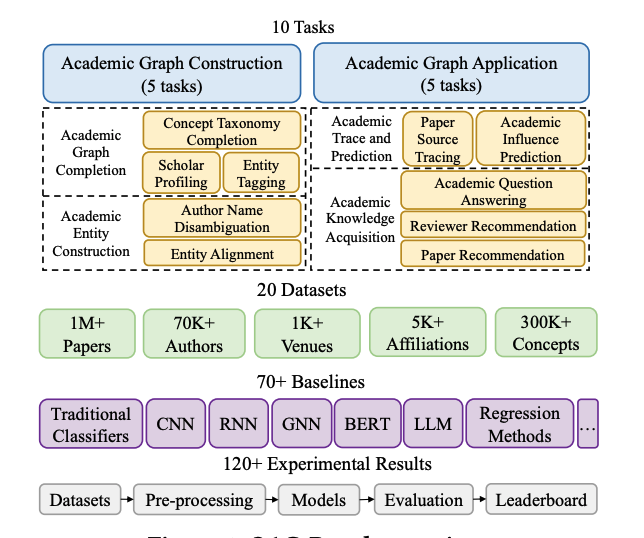 10 Tasks
Academic Graph Construction
(5 tasks)
Academic Graph Application
(5 tasks)
Academic
Graph
Completion
Concept Taxonomy
Completion
Scholar
Profiling
Entity
Tagging
Academic
Entity
Construction
Author Name
Disambiguation
Entity Alignment
Academic
Trace and
Prediction
Paper
Source
Tracing
Academic
Influence
Prediction
Academic
Knowledge
Acquisition
Academic Question
Answering
Reviewer Recommendation
Paper Recommendation
20 Datasets
1M+
Papers
70K+
Authors
1K+
Venues
5K+
Affiliations
300K+
Concepts
70+ Baselines
Traditional
Classifiers
CNN
RNN
GNN
BERT
LLM
Regression
Methods
...
120+ Experimental Results
Datasets
Pre-processing
Models
Evaluation
Leaderboard